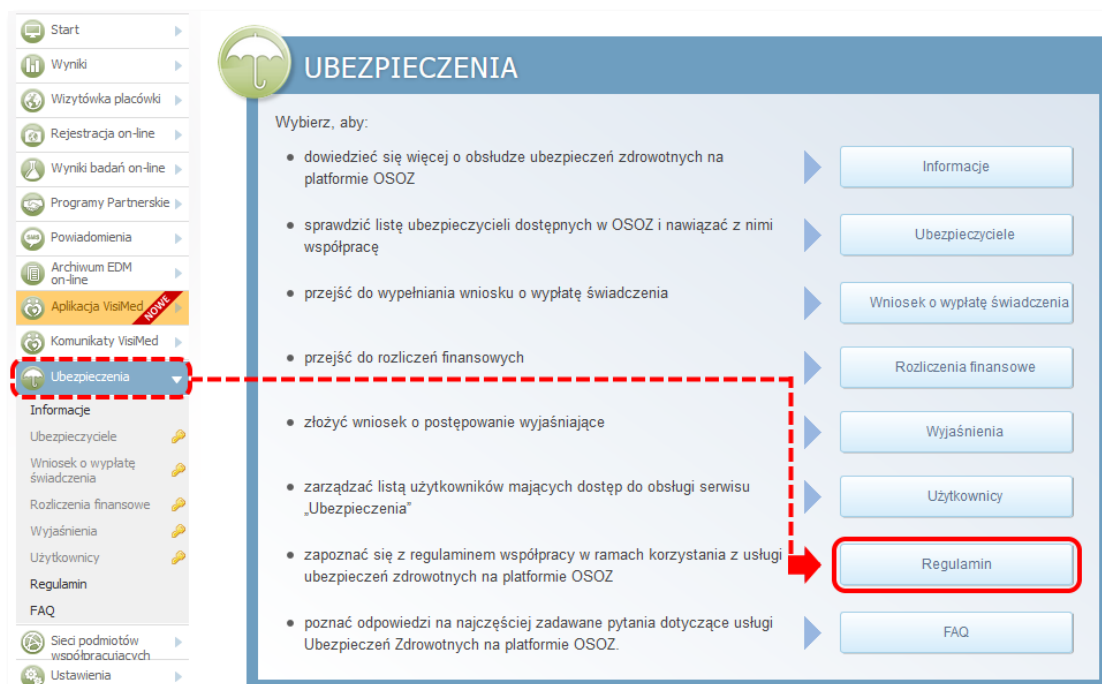 Start
Wyniki
Wizytówka placówki
Rejestracja on-line
Wyniki badań on-line
Programy Partnerskie
SMS
Powiadomienia
Archiwum EDM
on-line
Aplikacja VisiMed
NOWE
Komunikaty VisiMed
Ubezpieczenia
Informacje
Ubezpieczyciele
Wniosek o wypłatę
świadczenia
Rozliczenia finansowe
Wyjaśnienia
Użytkownicy
Regulamin
FAQ
Sieci podmiotów
współpracujących
Ustawienia
UBEZPIECZENIA
Wybierz, aby:
• dowiedzieć się więcej o obsłudze ubezpieczeń zdrowotnych na
platformie OSOZ
Informacje
• sprawdzić listę ubezpieczycieli dostępnych w OSOZ i nawiązać z nimi
współpracę
Ubezpieczyciele
• przejść do wypełniania wniosku o wypłatę świadczenia
Wniosek o wypłatę świadczenia
• przejść do rozliczeń finansowych
Rozliczenia finansowe
• złożyć wniosek o postępowanie wyjaśniające
Wyjaśnienia
• zarządzać listą użytkowników mających dostęp do obsługi serwisu
„Ubezpieczenia”
Użytkownicy
• zapoznać się z regulaminem współpracy w ramach korzystania z usługi
ubezpieczeń zdrowotnych na platformie OSOZ
Regulamin
• poznać odpowiedzi na najczęściej zadawane pytania dotyczące usługi
Ubezpieczeń Zdrowotnych na platformie OSOZ.
FAQ